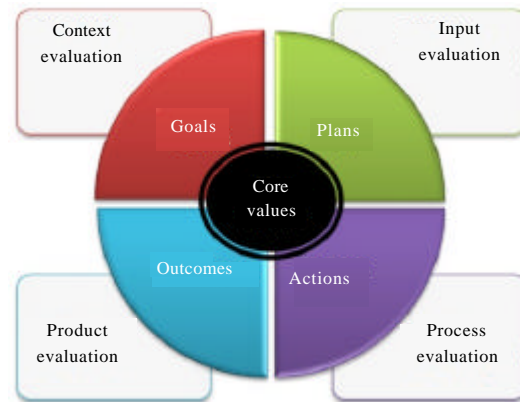 Context
evaluation
Input
evaluation
Goals
Plans
Core
values
Outcomes
Actions
Product
evaluation
Process
evaluation